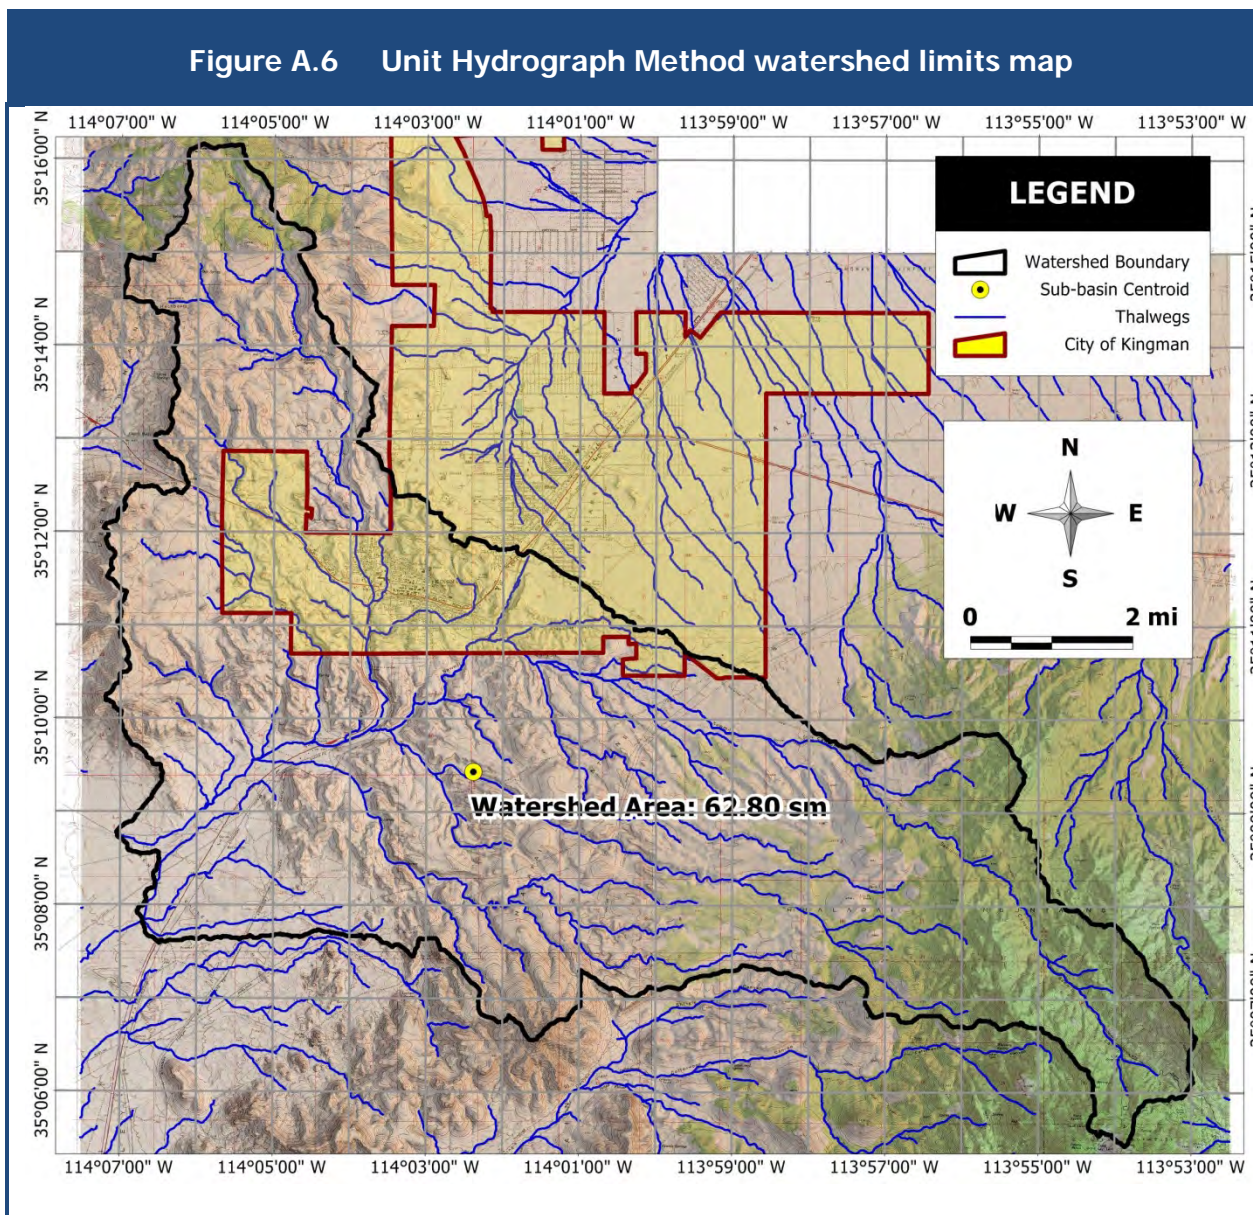 Figure A.6 Unit Hydrograph Method watershed limits map
114°07'00" W 114°05'00" W 114°03'00" W 114°01'00" W 113°59'00" W 113°57'00" W 113°55'00" W 113°53'00" W
35°16'00" N
35°14'00" N
35°12'00" N
35°10'00" N
35°08'00" N
35°06'00" N
LEGEND
Watershed Boundary
Sub-basin Centroid
Thalwegs
City of Kingman
N
W E
S
0 2 mi
Watershed Area: 62.80 sm
114°07'00" W 114°05'00" W 114°03'00" W 114°01'00" W 113°59'00" W 113°57'00" W 113°55'00" W 113°53'00" W